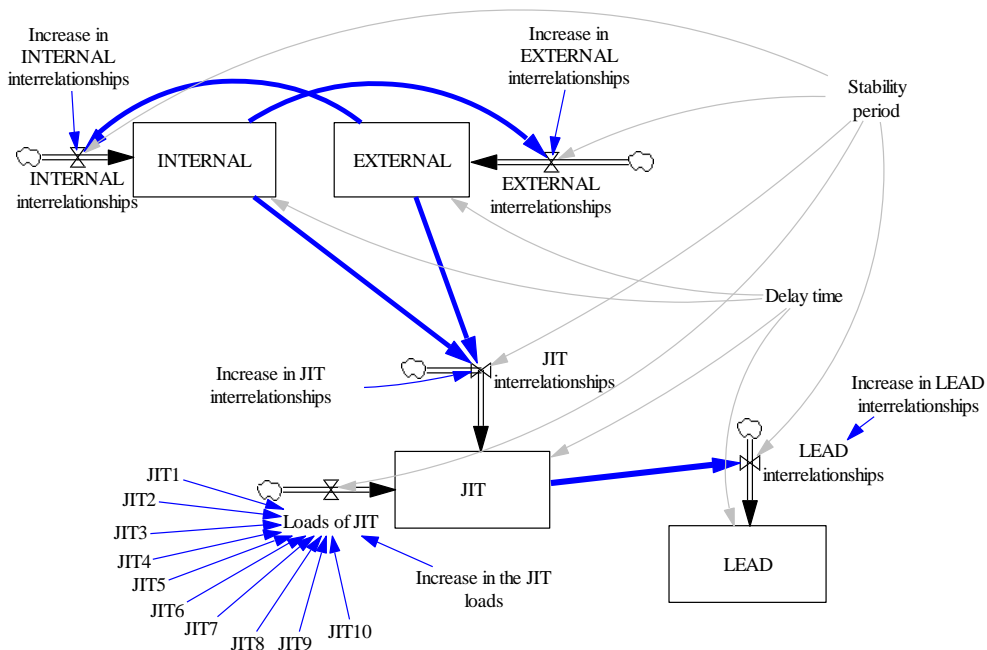 Increase in
INTERNAL
interrelationships
Increase in
EXTERNAL
interrelationships
Stability
period
INTERNAL
EXTERNAL
INTERNAL
interrelationships
EXTERNAL
interrelationships
Delay time
JIT
interrelationships
Increase in JIT
interrelationships
Increase in LEAD
interrelationships
LEAD
interrelationships
JIT
JIT1
JIT2
JIT3
JIT4
JIT5
JIT6
JIT7
JIT8
JIT9
JIT10
Loads of JIT
Increase in the JIT
loads
LEAD